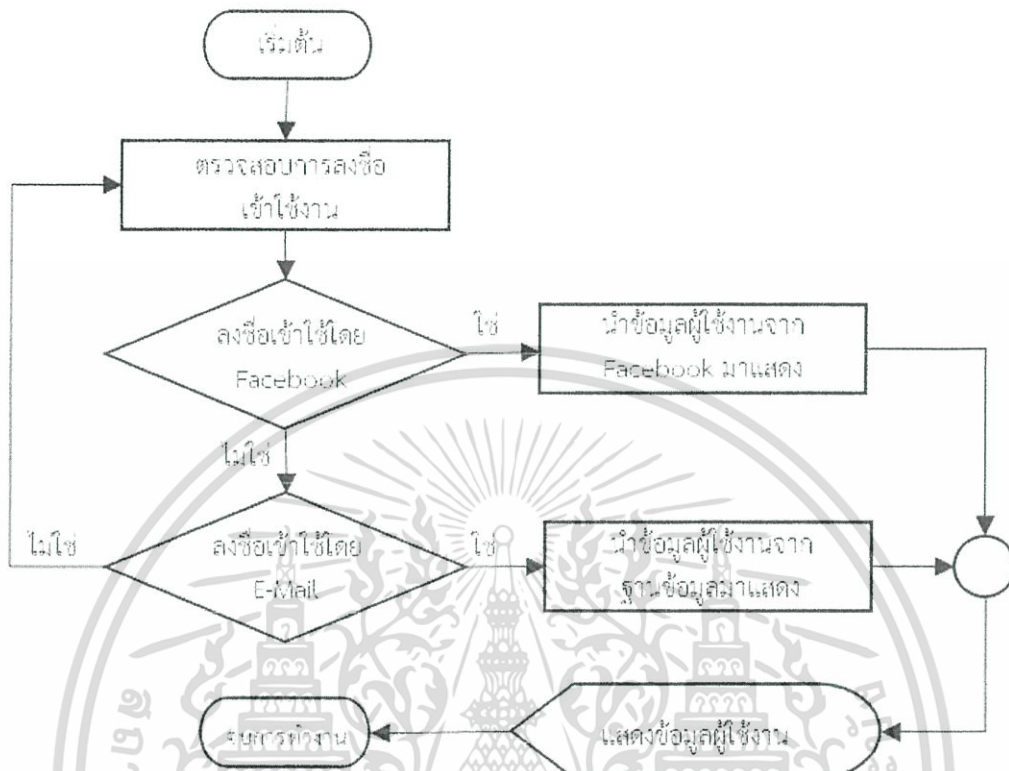 เริ่มต้น
ตรวจสอบการลงชื่อ
เข้าใช้งาน
ลงชื่อเข้าใช้โดย
Facebook
ใช่
นำข้อมูลผู้ใช้งานจาก
Facebook มาแสดง
ไม่ใช่
ลงชื่อเข้าใช้โดย
E-Mail
ไม่ใช่
ใช่
นำข้อมูลผู้ใช้งานจาก
ฐานข้อมูลมาแสดง
แสดงข้อมูลผู้ใช้งาน
จบการทำงาน